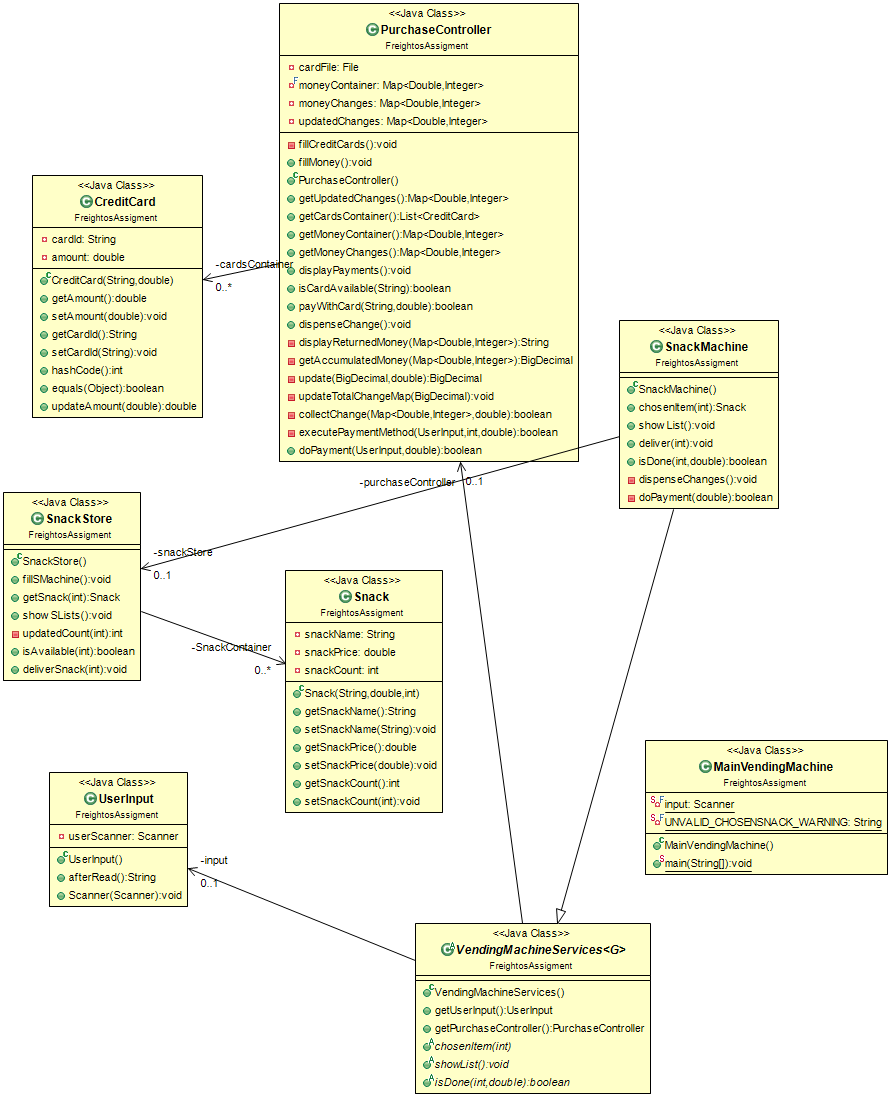 <<Java Class>>
PurchaseController
FreightosAssigment
cardFile: File
moneyContainer: Map<Double,Integer>
moneyChanges: Map<Double,Integer>
updatedChanges: Map<Double,Integer>
fillCreditCards():void
fillMoney():void
PurchaseController()
getUpdatedChanges():Map<Double,Integer>
getCardsContainer():List<CreditCard>
getMoneyContainer():Map<Double,Integer>
getMoneyChanges():Map<Double,Integer>
displayPayments():void
isCardAvailable(String):boolean
payWithCard(String,double):boolean
dispenseChange():void
displayReturnedMoney(Map<Double,Integer>):String
getAccumulatedMoney(Map<Double,Integer>):BigDecimal
update(BigDecimal,double):BigDecimal
updateTotalChangeMap(BigDecimal):void
collectChange(Map<Double,Integer>,double):boolean
executePaymentMethod(UserInput,int,double):boolean
doPayment(UserInput,double):boolean
<<Java Class>>
CreditCard
FreightosAssigment
cardId: String
amount: double
CreditCard(String,double)
getAmount():double
setAmount(double):void
getCardId():String
setCardId(String):void
hashCode():int
equals(Object):boolean
updateAmount(double):double
-cardsContainer
0..*
<<Java Class>>
SnackMachine
FreightosAssigment
SnackMachine()
chosenItem(int):Snack
showList():void
deliver(int):void
isDone(int,double):boolean
dispenseChanges():void
doPayment(double):boolean
-purchaseController
0..1
<<Java Class>>
SnackStore
FreightosAssigment
SnackStore()
fillSMachine():void
getSnack(int):Snack
showSLists():void
updatedCount(int):int
isAvailable(int):boolean
deliverSnack(int):void
-snackStore
0..1
<<Java Class>>
Snack
FreightosAssigment
snackName: String
snackPrice: double
snackCount: int
Snack(String,double,int)
getSnackName():String
setSnackName(String):void
getSnackPrice():double
setSnackPrice(double):void
getSnackCount():int
setSnackCount(int):void
-SnackContainer
0..*
<<Java Class>>
MainVendingMachine
FreightosAssigment
input: Scanner
UNVALID_CHOSENSNACK_WARNING: String
MainVendingMachine()
main(String[]):void
<<Java Class>>
UserInput
FreightosAssigment
userScanner: Scanner
UserInput()
afterRead():String
Scanner(Scanner):void
-input
0..1
<<Java Class>>
VendingMachineServices<G>
FreightosAssigment
VendingMachineServices()
getUserInput():UserInput
getPurchaseController():PurchaseController
chosenItem(int)
showList():void
isDone(int,double):boolean